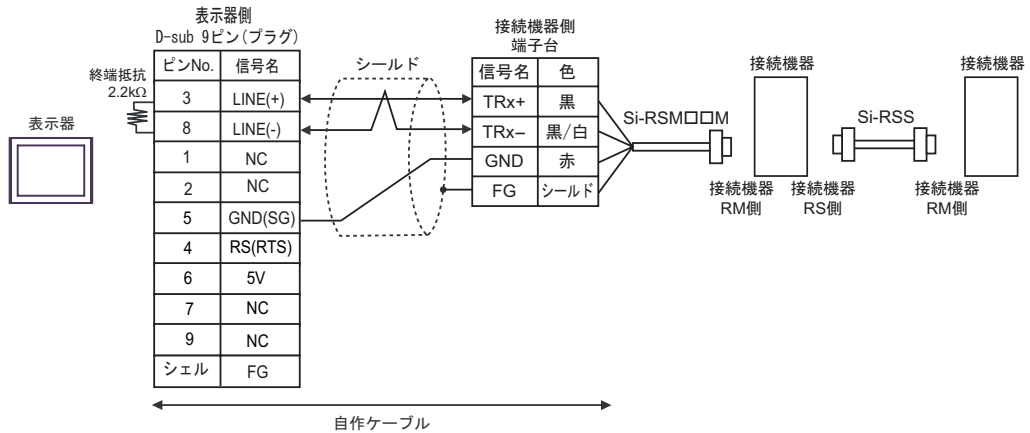 表示器側
D-sub 9ピン(プラグ)
ピンNo. 信号名
3 LINE(+)
8 LINE(-)
1 NC
2 NC
5 GND(SG)
4 RS(RTS)
6 5V
7 NC
9 NC
シェル FG
終端抵抗
2.2kΩ
表示器
シールド
接続機器側
端子台
信号名 色
TRx+ 黒
TRx− 黒/白
GND 赤
FG シールド
Si-RSM□□M
接続機器
接続機器
RM側
接続機器
RS側
Si-RSS
接続機器
接続機器
RM側
自作ケーブル